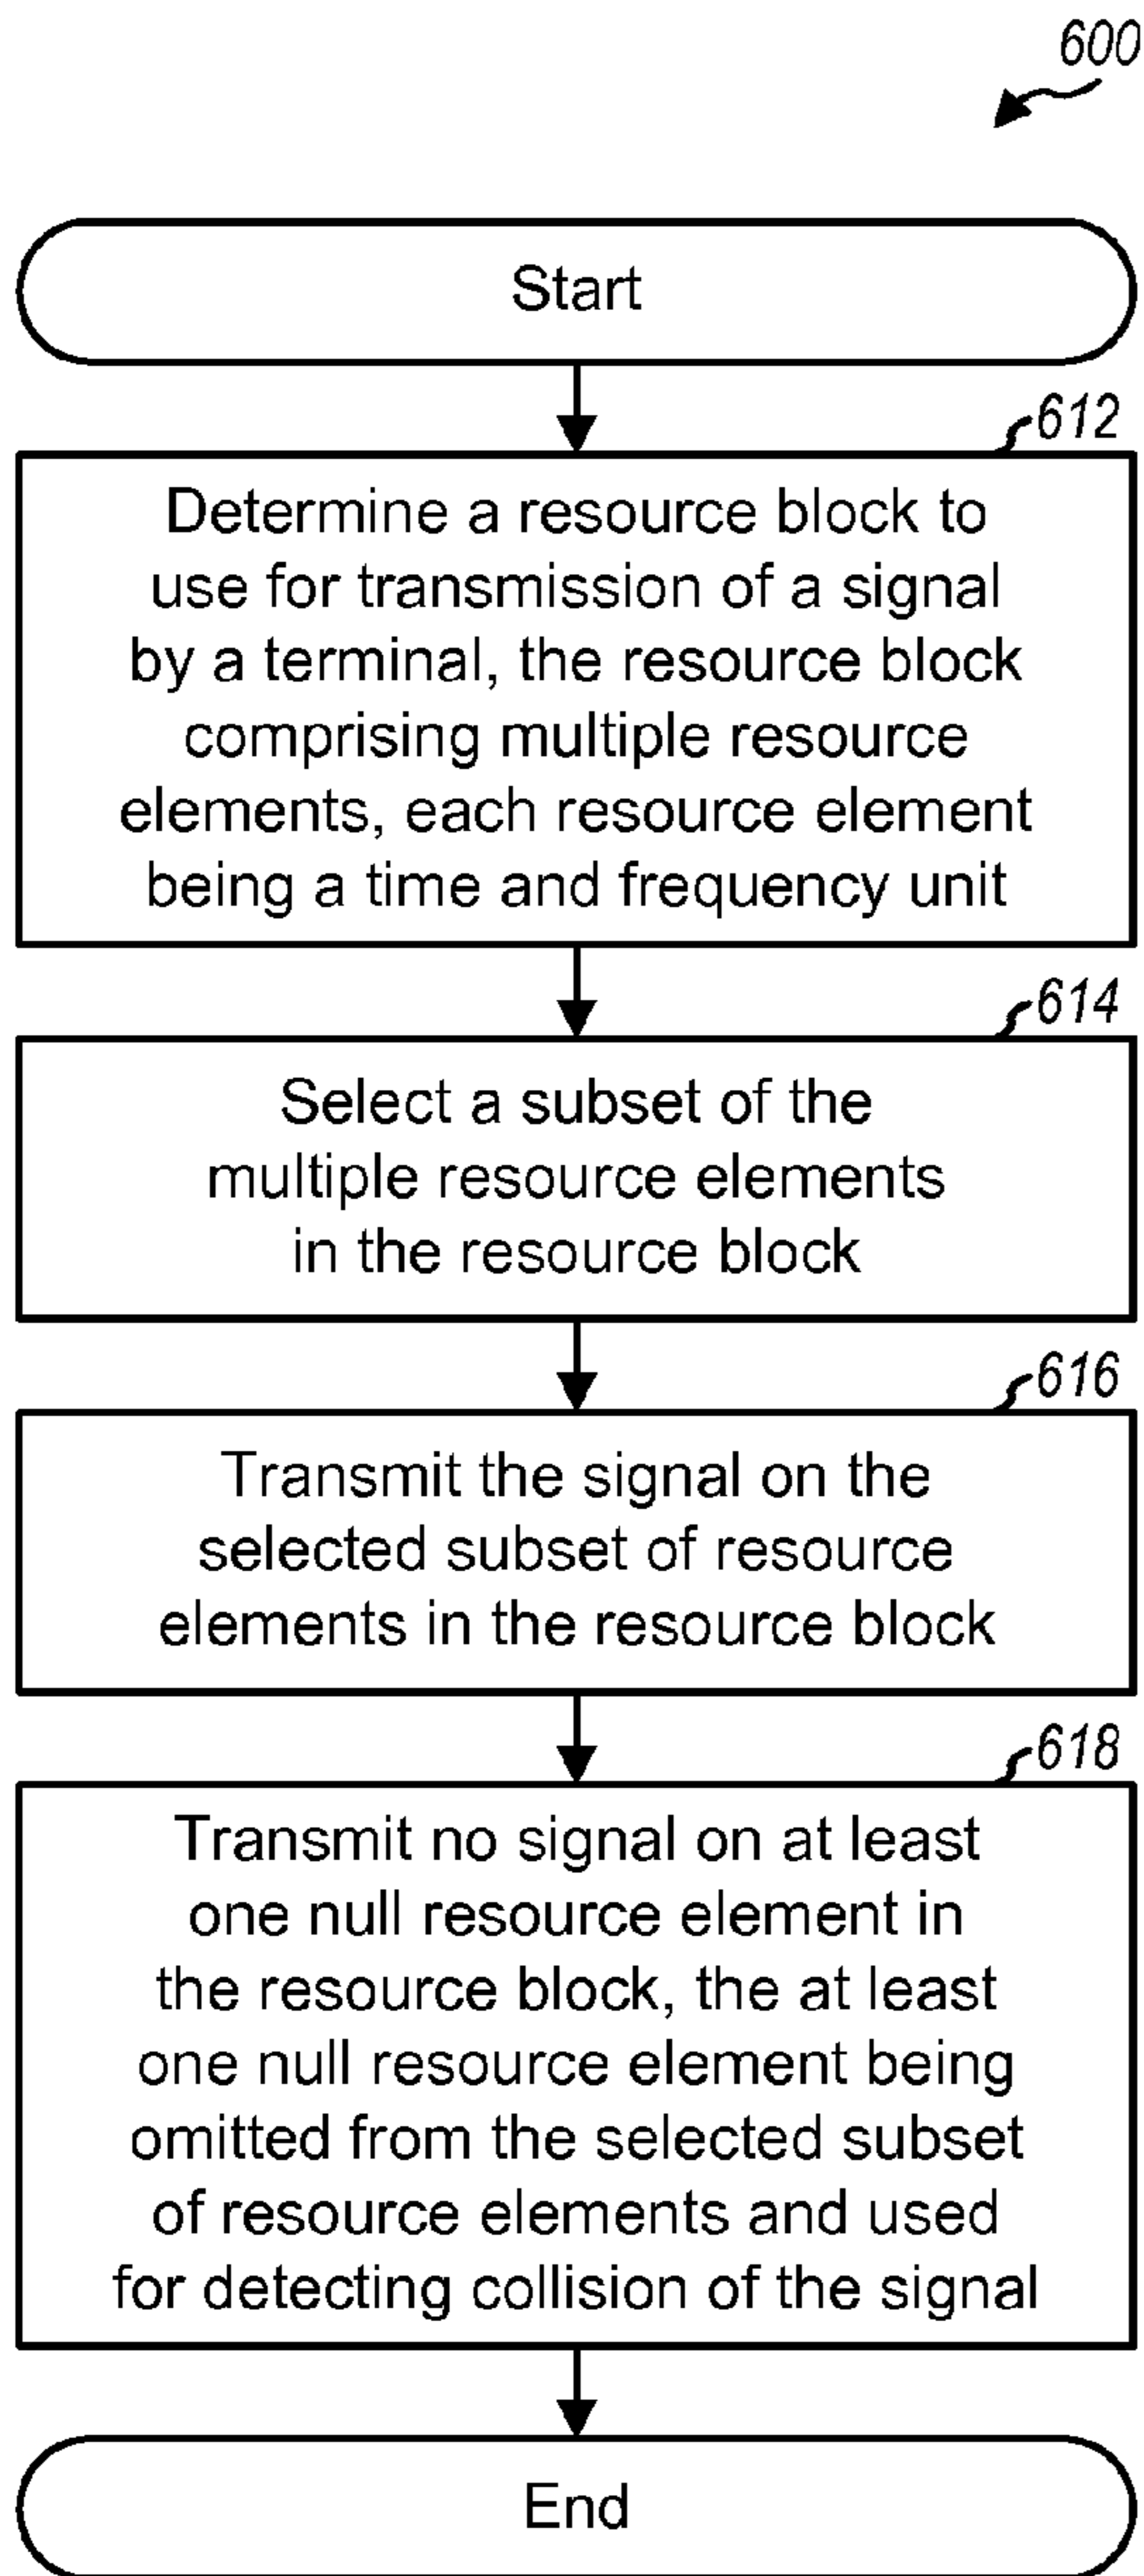 600
Start
612
Determine a resource block to
use for transmission of a signal
by a terminal, the resource block
comprising multiple resource
elements, each resource element
being a time and frequency unit
614
Select a subset of the
multiple resource elements
in the resource block
616
Transmit the signal on the
selected subset of resource
elements in the resource block
618
Transmit no signal on at least
one null resource element in
the resource block, the at least
one null resource element being
omitted from the selected subset
of resource elements and used
for detecting collision of the signal
End